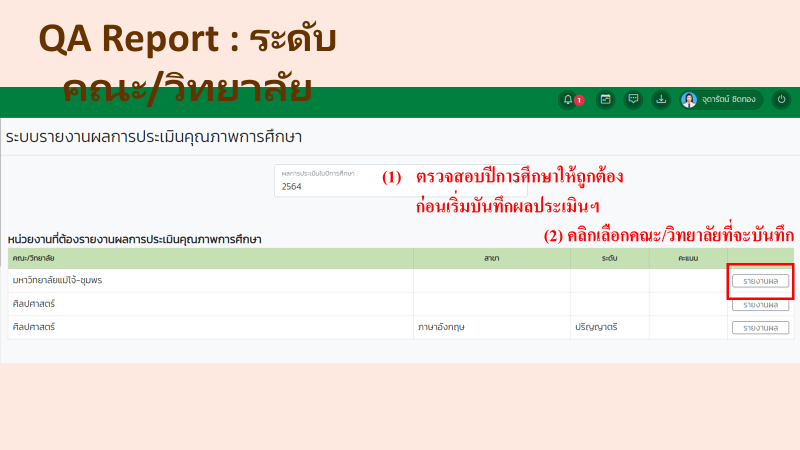 QA Report : ระดับ
คณะ/วิทยาลัย
1
จุดารัตน์ ชิดทอง
ระบบรายงานผลการประเมินคุณภาพการศึกษา
ผลการประเมินในปีการศึกษา
2564
(1) ตรวจสอบปีการศึกษาให้ถูกต้อง
ก่อนเริ่มบันทึกผลประเมินฯ
(2) คลิกเลือกคณะ/วิทยาลัยที่จะบันทึก
หน่วยงานที่ต้องรายงานผลการประเมินคุณภาพการศึกษา
คณะ/วิทยาลัย สาขา ระดับ คะแนน
มหาวิทยาลัยแม่โจ้-ชุมพร รายงานผล
ศิลปศาสตร์ รายงานผล
ศิลปศาสตร์ ภาษาอังกฤษ ปริญญาตรี รายงานผล